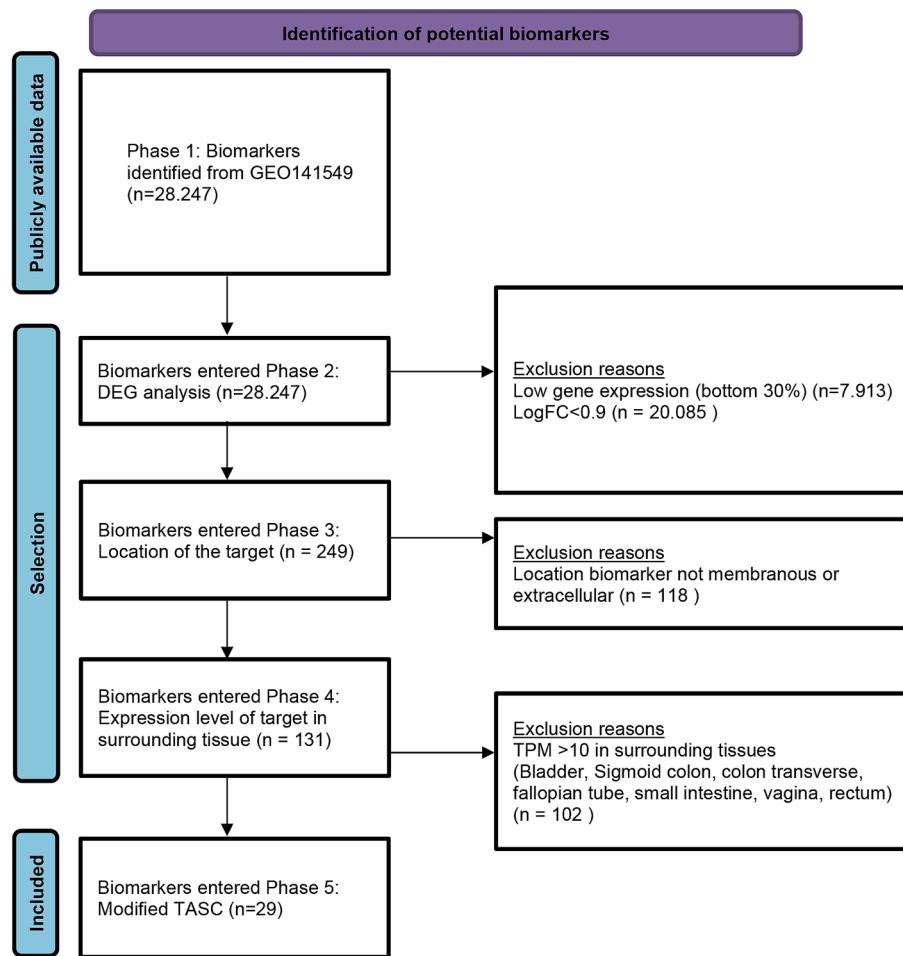 Identification of potential biomarkers
Publicly available data
Phase 1: Biomarkers
identified from GEO141549
(n=28.247)
Selection
Biomarkers entered Phase 2:
DEG analysis (n=28.247)
Exclusion reasons
Low gene expression (bottom 30%) (n=7.913)
LogFC<0.9 (n = 20.085 )
Biomarkers entered Phase 3:
Location of the target (n = 249)
Exclusion reasons
Location biomarker not membranous or
extracellular (n = 118 )
Biomarkers entered Phase 4:
Expression level of target in
surrounding tissue (n = 131)
Exclusion reasons
TPM >10 in surrounding tissues
(Bladder, Sigmoid colon, colon transverse,
fallopian tube, small intestine, vagina, rectum)
(n = 102 )
Included
Biomarkers entered Phase 5:
Modified TASC (n=29)